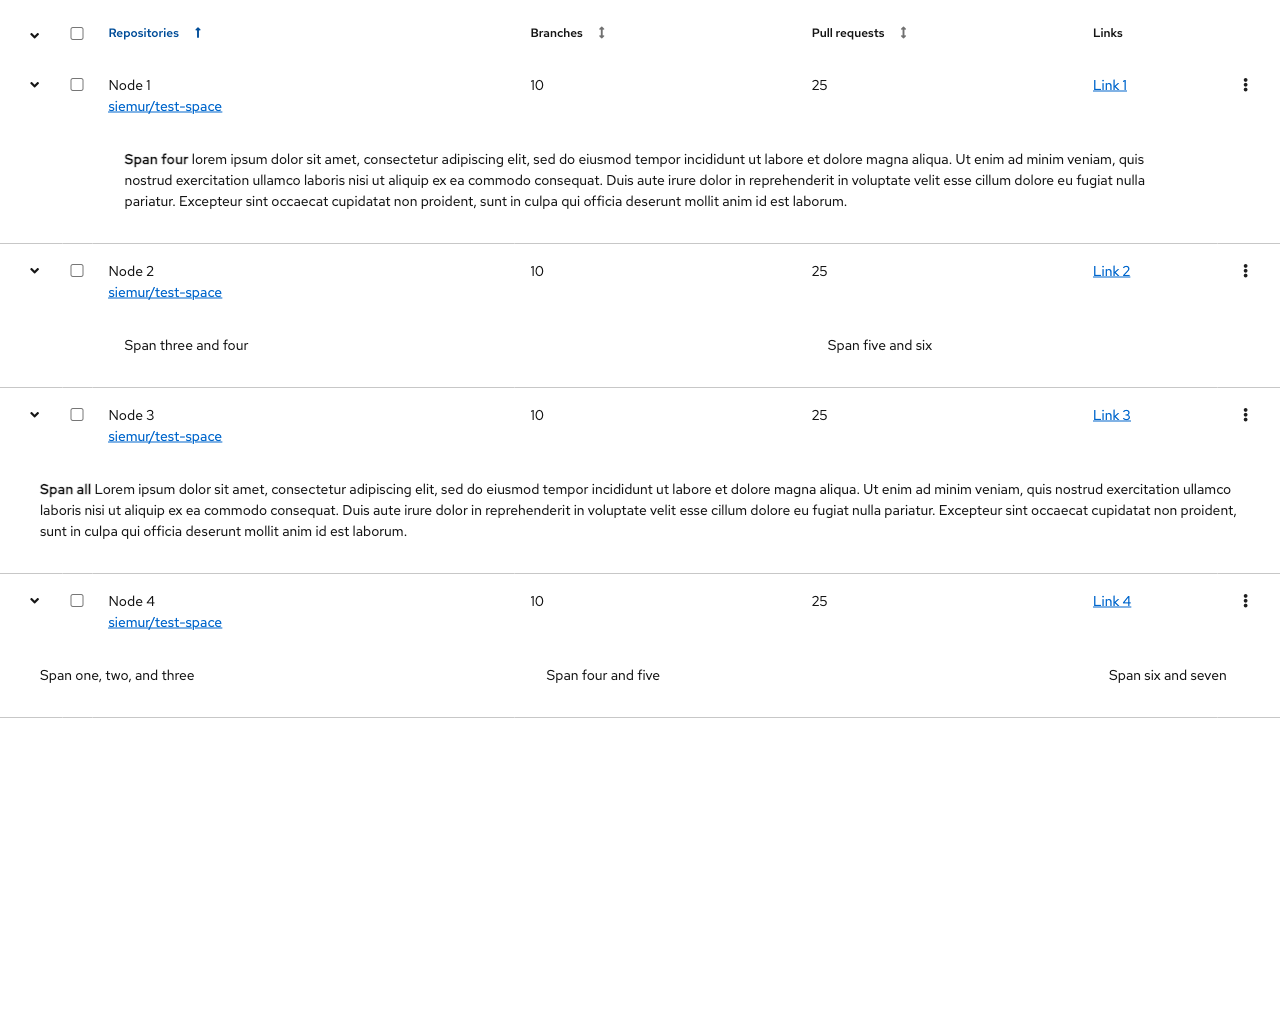 Repositories Branches Pull requests Links
Node 1 10 25 Link 1
siemur/test-space
Span four lorem ipsum dolor sit amet, consectetur adipiscing elit, sed do eiusmod tempor incididunt ut labore et dolore magna aliqua. Ut enim ad minim veniam, quis
nostrud exercitation ullamco laboris nisi ut aliquip ex ea commodo consequat. Duis aute irure dolor in reprehenderit in voluptate velit esse cillum dolore eu fugiat nulla
pariatur. Excepteur sint occaecat cupidatat non proident, sunt in culpa qui officia deserunt mollit anim id est laborum.
Node 2 10 25 Link 2
siemur/test-space
Span three and four Span five and six
Node 3 10 25 Link 3
siemur/test-space
Span all Lorem ipsum dolor sit amet, consectetur adipiscing elit, sed do eiusmod tempor incididunt ut labore et dolore magna aliqua. Ut enim ad minim veniam, quis nostrud exercitation ullamco
laboris nisi ut aliquip ex ea commodo consequat. Duis aute irure dolor in reprehenderit in voluptate velit esse cillum dolore eu fugiat nulla pariatur. Excepteur sint occaecat cupidatat non proident,
sunt in culpa qui officia deserunt mollit anim id est laborum.
Node 4 10 25 Link 4
siemur/test-space
Span one, two, and three Span four and five Span six and seven